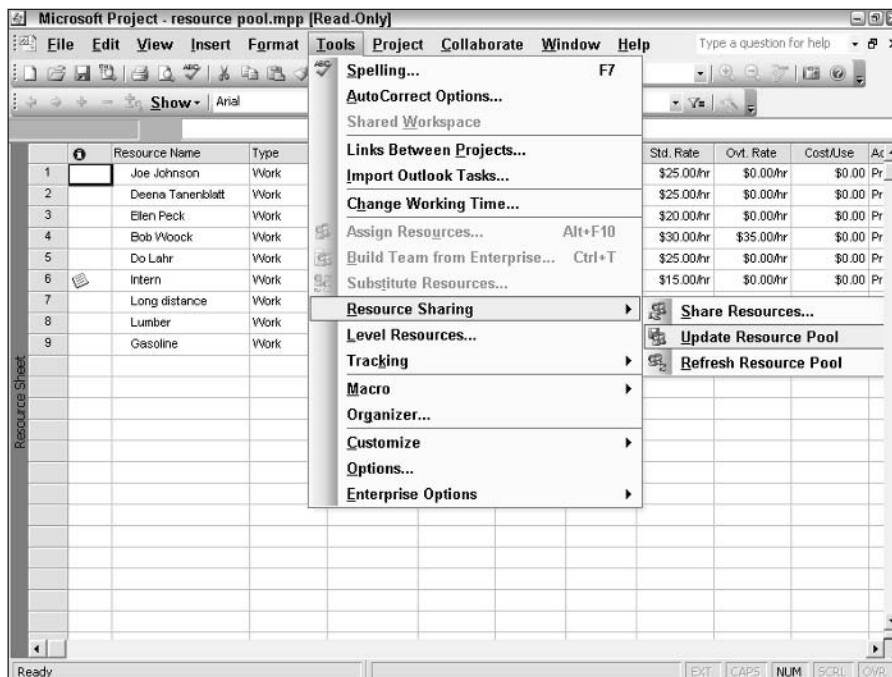 Microsoft Project - resource pool.mpp [Read-Only]
File Edit View Insert Format Tools Project Collaborate Window Help Type a question for help
Show Arial
Resource Name Type Std. Rate Ovt. Rate Cost/Use
1 Joe Johnson Work $25.00/hr $0.00/hr $0.00 Pr
2 Deena Tanenblatt Work $25.00/hr $0.00/hr $0.00 Pr
3 Ellen Peck Work $20.00/hr $0.00/hr $0.00 Pr
4 Bob Woock Work $30.00/hr $35.00/hr $0.00 Pr
5 Do Lahr Work $25.00/hr $0.00/hr $0.00 Pr
6 Intern Work $15.00/hr $0.00/hr $0.00 Pr
7 Long distance Work
8 Lumber Work
9 Gasoline Work
Resource Sheet
Spelling... F7
AutoCorrect Options...
Shared Workspace
Links Between Projects...
Import Outlook Tasks...
Change Working Time...
Assign Resources... Alt+F10
Build Team from Enterprise... Ctrl+T
Substitute Resources...
Resource Sharing
Level Resources...
Tracking
Macro
Organizer...
Customize
Options...
Enterprise Options
Share Resources...
Update Resource Pool
Refresh Resource Pool
Ready EXT CAPS NUM SCRL OVR